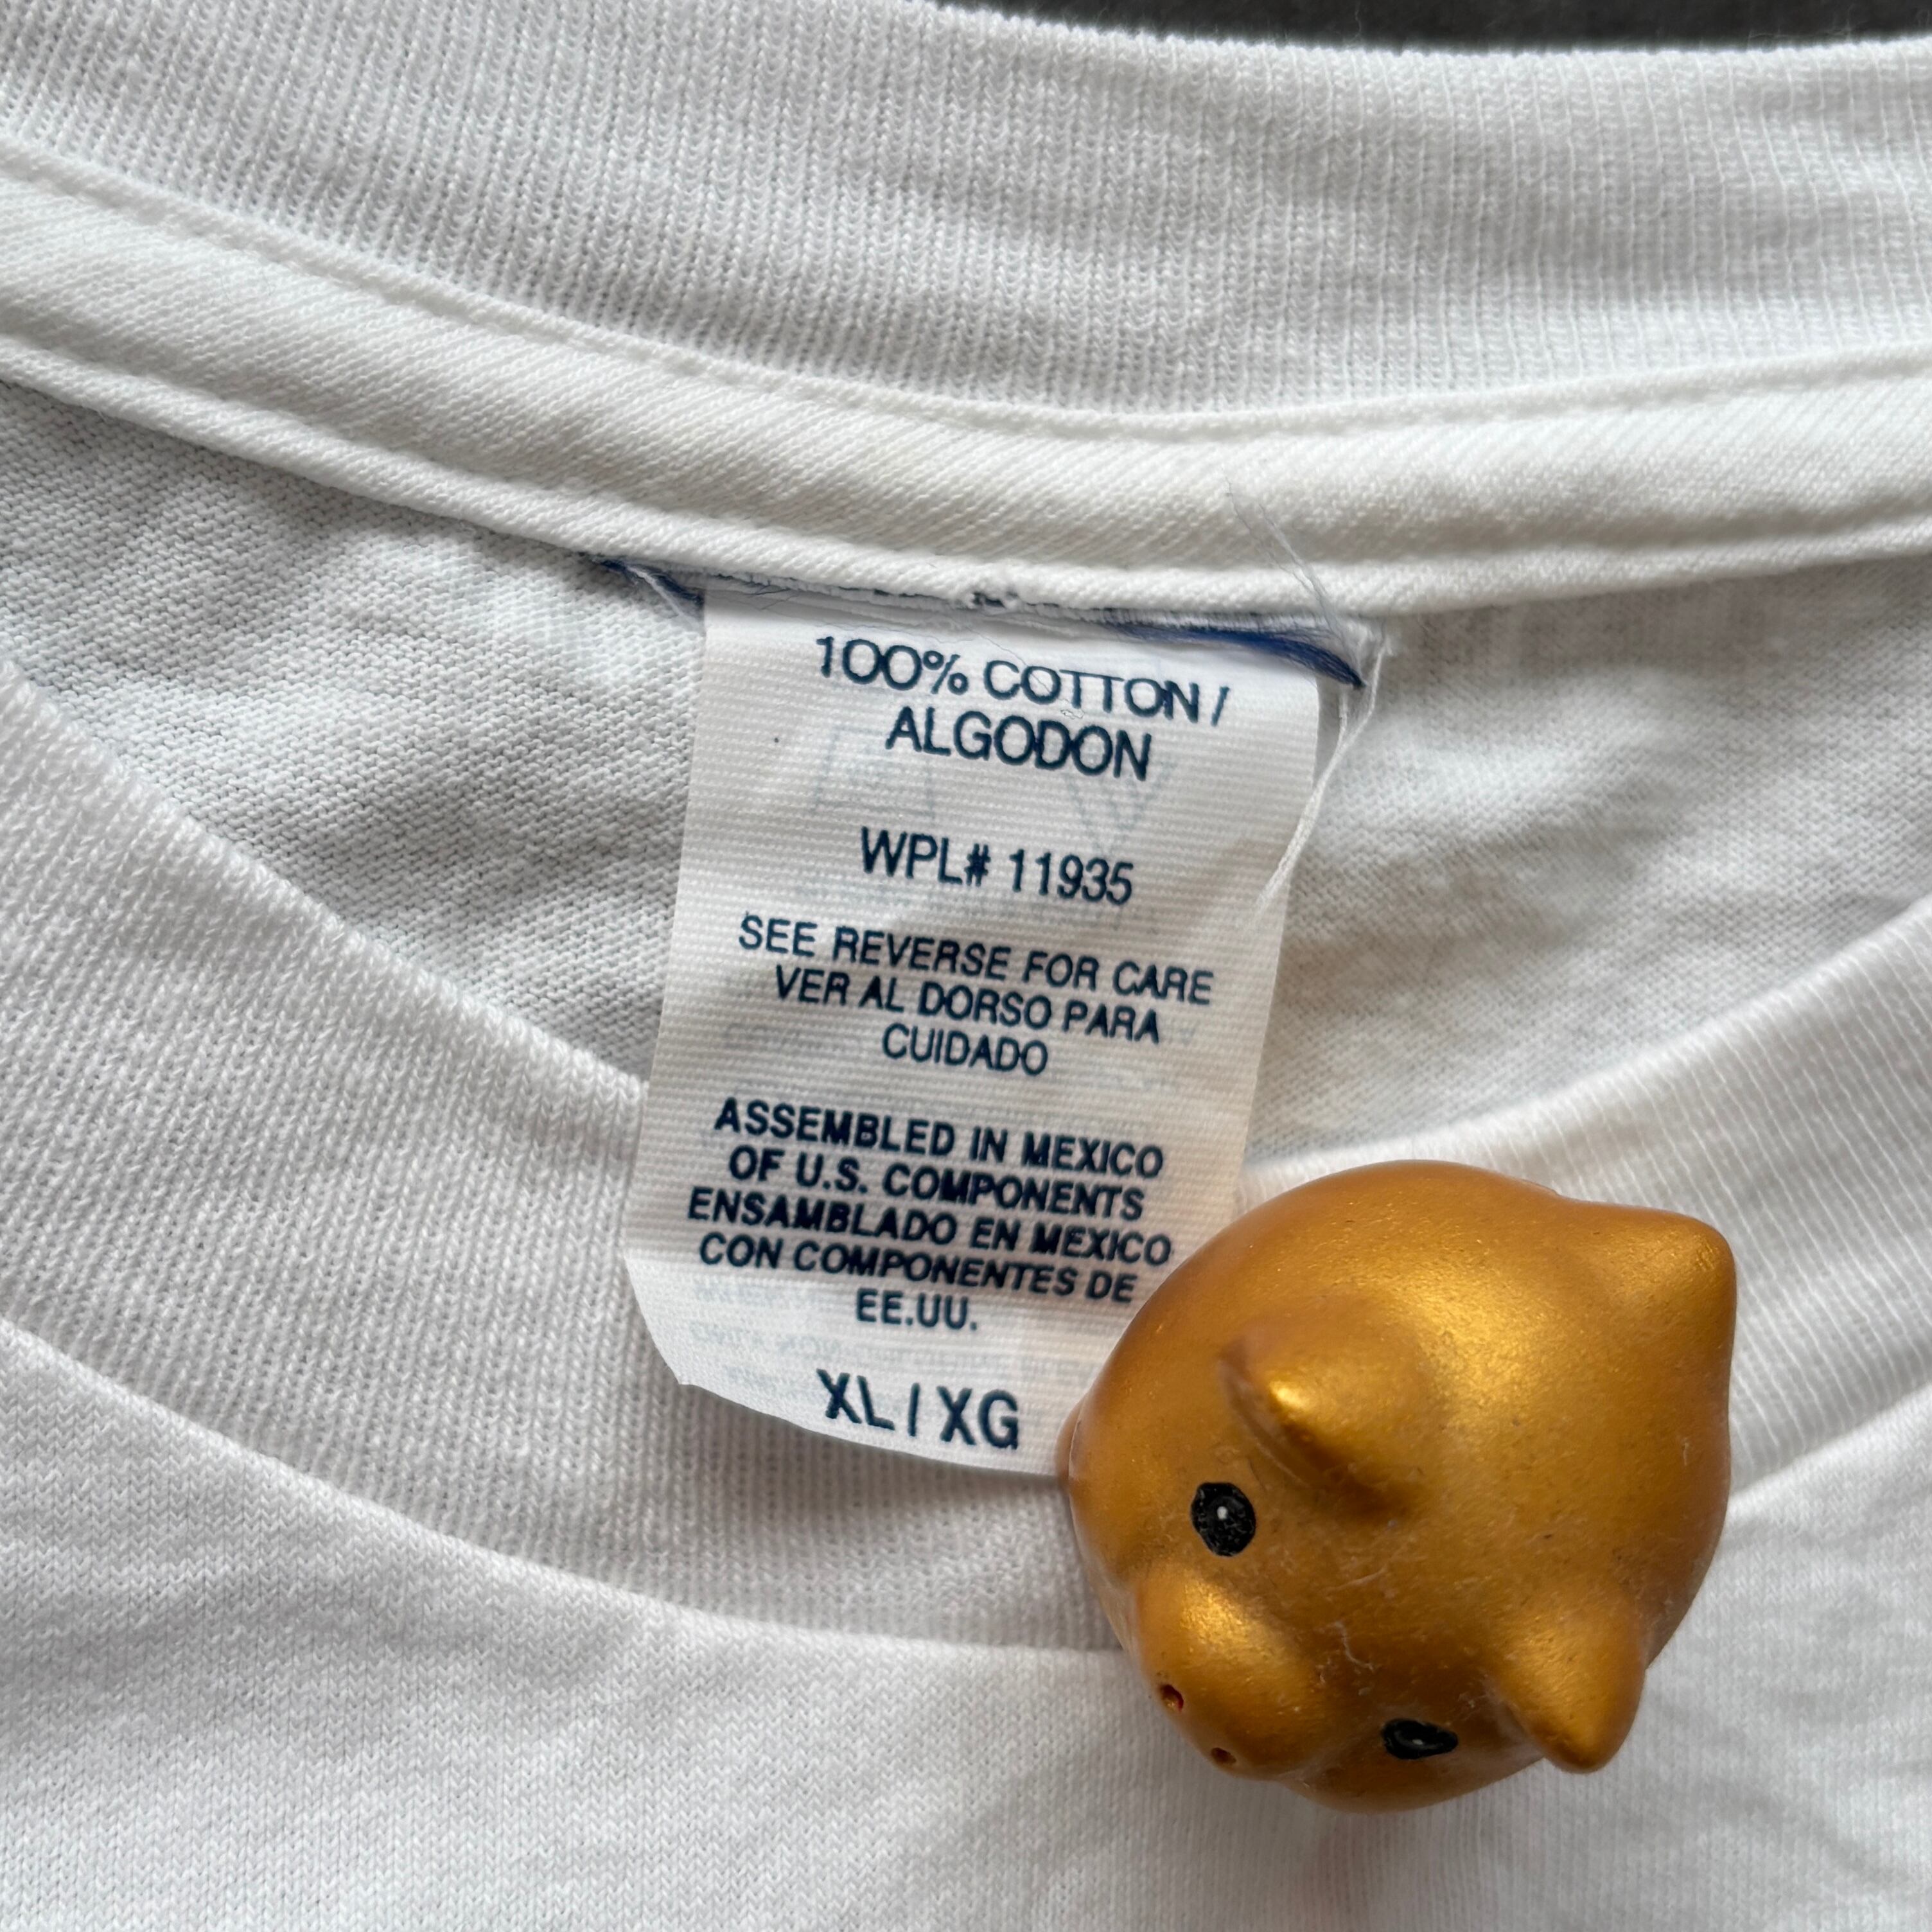 100% COTTON /
ALGODON
WPL# 11935
SEE REVERSE FOR CARE
VER AL DORSO PARA
CUIDADO
ASSEMBLED IN MEXICO
OF U.S. COMPONENTS
ENSAMBLADO EN MEXICO
CON COMPONENTES DE
EE.UU.
XL / XG